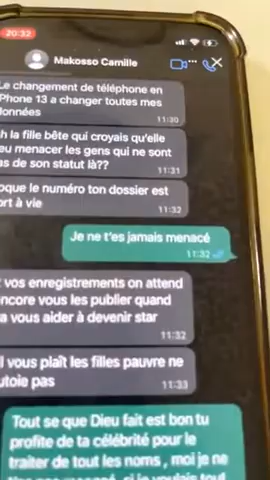 20:32
Makosso Camille
Le changement de téléphone en
Phone 13 a changer toutes mes
données
11:30
h la fille bête qui croyais qu'elle
eu menacer les gens qui ne sont
as de son statut là??
11:31
oque le numéro ton dossier est
ort à vie
11:32
Je ne t'es jamais menacé
11:32
vos enregistrements on attend
encore vous les publier quand
a vous aider à devenir star
11:32
l vous plaît les filles pauvre ne
utoie pas
11:33
Tout se que Dieu fait est bon tu
profite de ta célébrité pour le
traiter de tout les noms , moi je ne